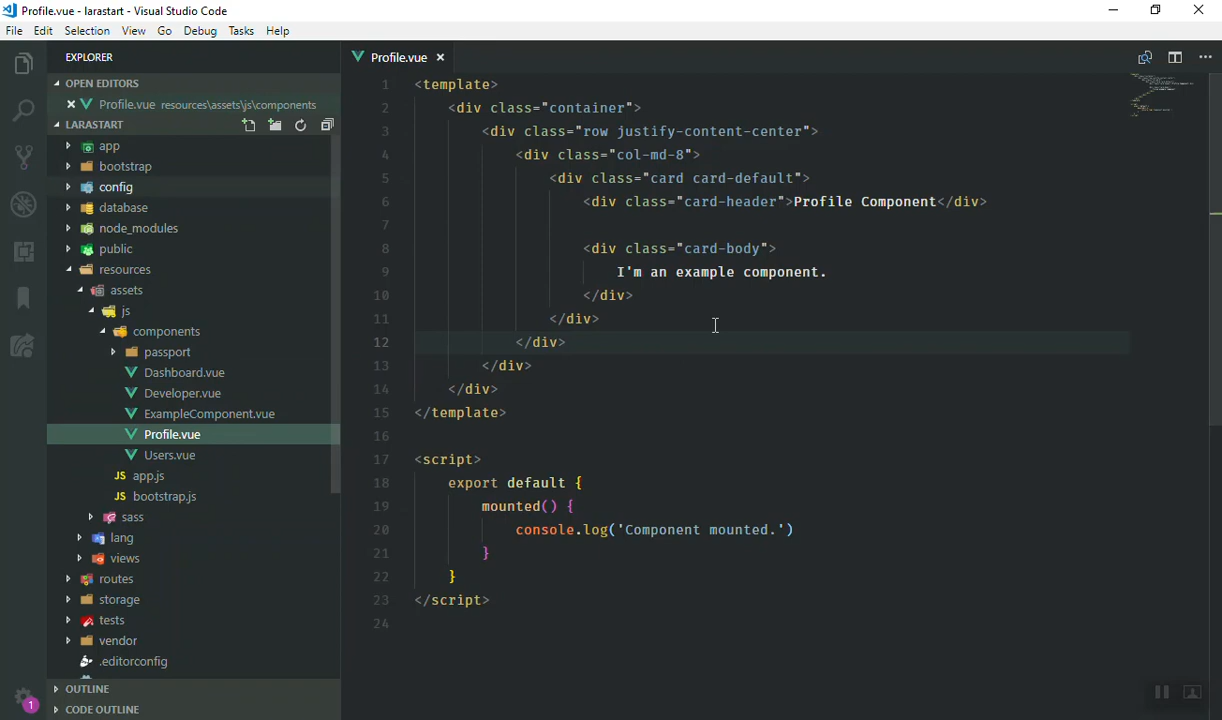 Profile.vue - larastart - Visual Studio Code
File Edit Selection View Go Debug Tasks Help
EXPLORER
OPEN EDITORS
Profile.vue resources\assets\js\components
LARASTART
app
bootstrap
config
database
node_modules
public
resources
assets
js
components
passport
Dashboard.vue
Developer.vue
ExampleComponent.vue
Profile.vue
Users.vue
JS app.js
JS bootstrap.js
sass
lang
views
routes
storage
tests
vendor
.editorconfig
OUTLINE
CODE OUTLINE
1
Profile.vue
1 <template>
2 <div class="container">
3 <div class="row justify-content-center">
4 <div class="col-md-8">
5 <div class="card card-default">
6 <div class="card-header">Profile Component</div>
7
8 <div class="card-body">
9 I'm an example component.
10 </div>
11 </div>
12 </div>
13 </div>
14 </div>
15 </template>
16
17 <script>
18 export default {
19 mounted() {
20 console.log('Component mounted.')
21 }
22 }
23 </script>
24